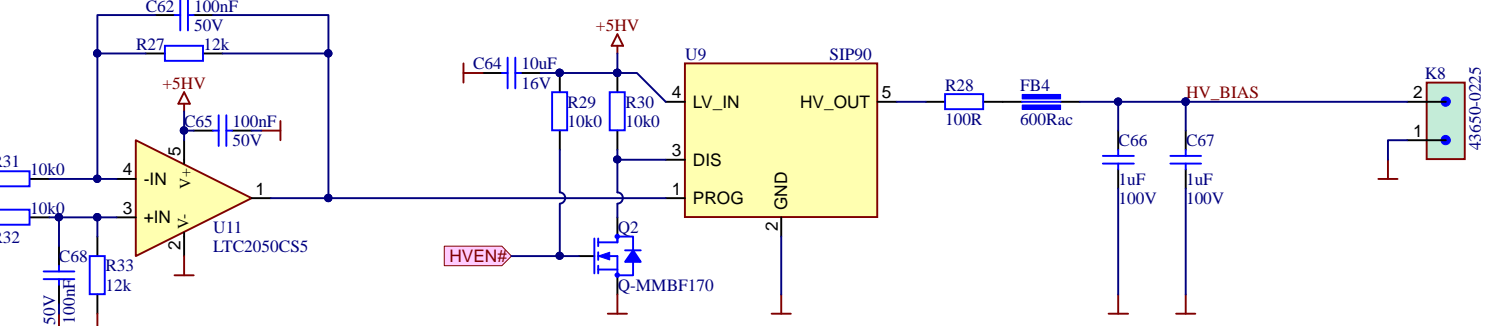 C62
100nF
50V
R27
12k
+5HV
C65
100nF
50V
5
R31
10k0
4
-IN
V+
1
10k0
3
+IN
V-
R32
2
U11
LTC2050CS5
C68
50V
100nF
R33
12k
+5HV
C64
10uF
16V
R29
10k0
R30
10k0
HVEN#
Q2
Q-MMBF170
U9
SIP90
4
LV_IN
HV_OUT
5
3
DIS
1
PROG
GND
2
R28
100R
FB4
600Rac
HV_BIAS
C66
1uF
100V
C67
1uF
100V
K8
2
1
43650-0225